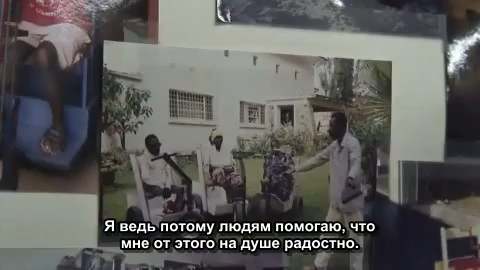 Я ведь потому людям помогаю, что
мне от этого на душе радостно.